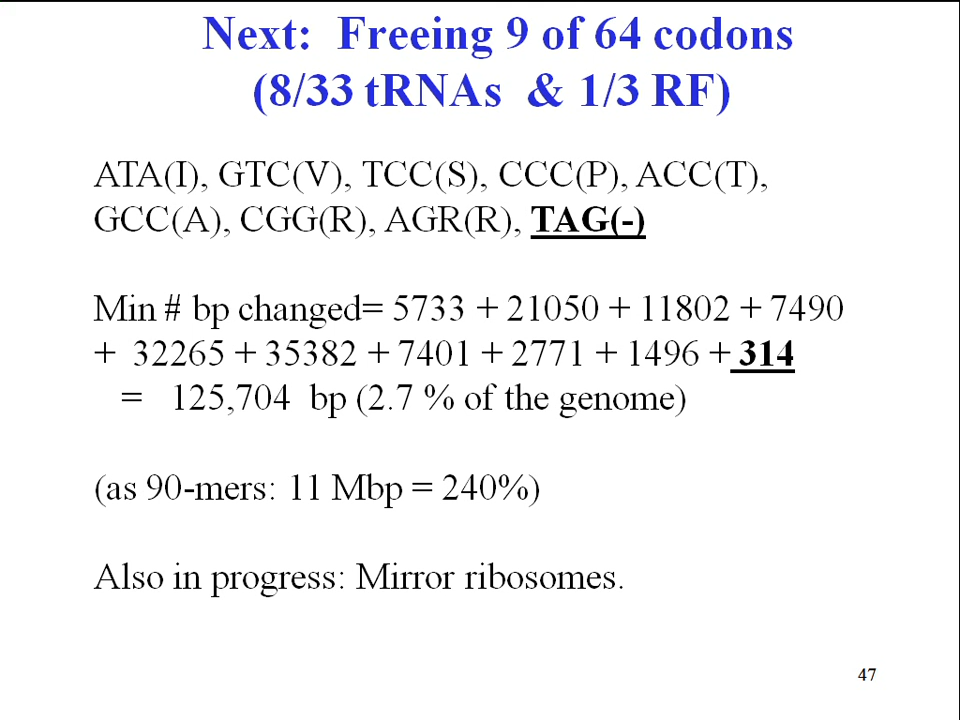 Next: Freeing 9 of 64 codons
(8/33 tRNAs & 1/3 RF)
ATA(I), GTC(V), TCC(S), CCC(P), ACC(T),
GCC(A), CGG(R), AGR(R), TAG(-)
Min # bp changed= 5733 + 21050 + 11802 + 7490
+ 32265 + 35382 + 7401 + 2771 + 1496 + 314
= 125,704 bp (2.7 % of the genome)
(as 90-mers: 11 Mbp = 240%)
Also in progress: Mirror ribosomes.
47